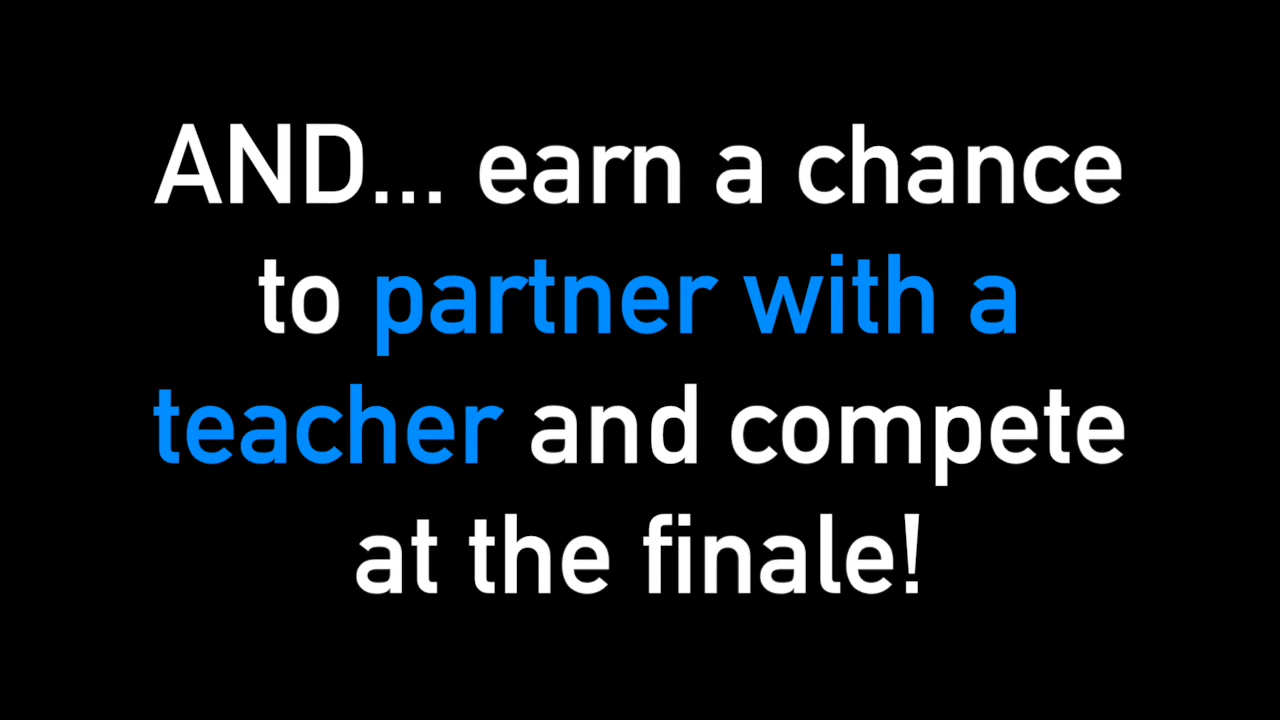 AND... earn a chance
to partner with a
teacher and compete
at the finale!